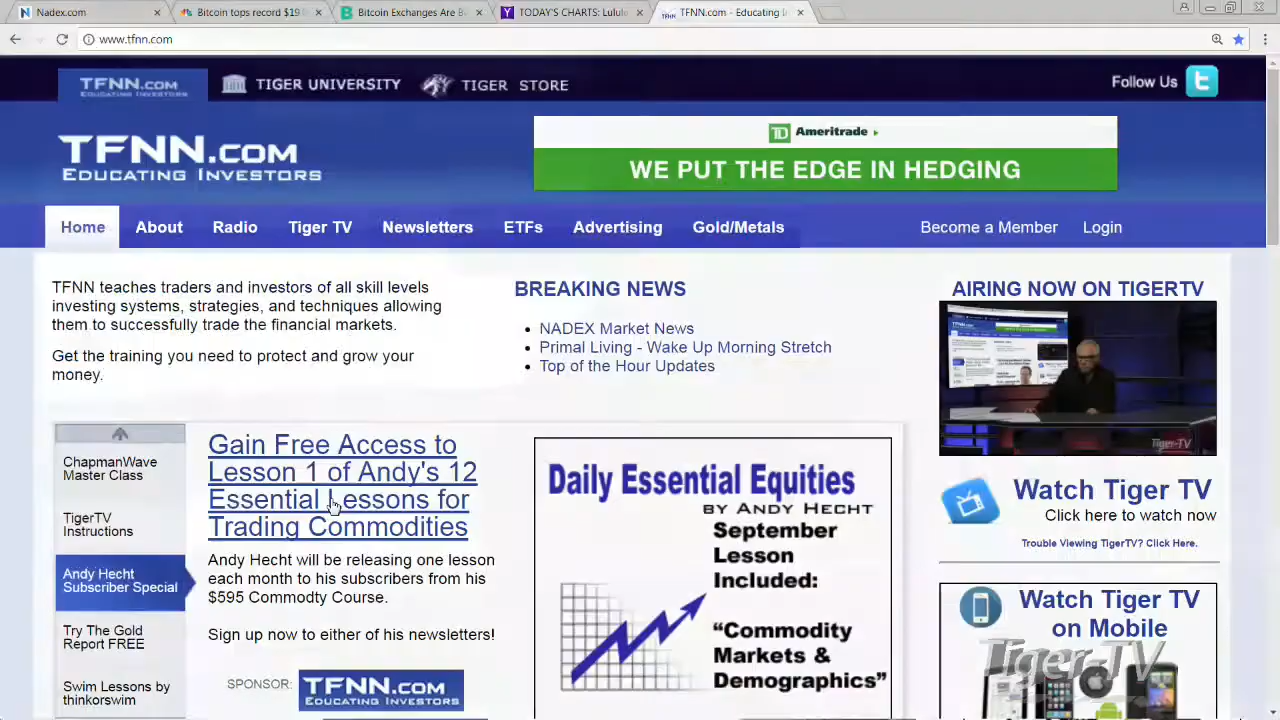 Nadex.com
Bitcoin tops record $19
Bitcoin Exchanges Are B
TODAY'S CHARTS: Lulule
TFNN.com - Educating I
www.tfnn.com
TFNN.COM
EDUCATING INVESTORS
TIGER UNIVERSITY
TIGER STORE
Follow Us
TFNN.COM
EDUCATING INVESTORS
TD Ameritrade
WE PUT THE EDGE IN HEDGING
Home About Radio Tiger TV Newsletters ETFs Advertising Gold/Metals Become a Member Login
TFNN teaches traders and investors of all skill levels
investing systems, strategies, and techniques allowing
them to successfully trade the financial markets.
Get the training you need to protect and grow your
money.
BREAKING NEWS
NADEX Market News
Primal Living - Wake Up Morning Stretch
Top of the Hour Updates
AIRING NOW ON TIGERTV
Tiger-TV
ChapmanWave
Master Class
TigerTV
Instructions
Andy Hecht
Subscriber Special
Try The Gold
Report FREE
Swim Lessons by
thinkorswim
Gain Free Access to
Lesson 1 of Andy's 12
Essential Lessons for
Trading Commodities
Andy Hecht will be releasing one lesson
each month to his subscribers from his
$595 Commodty Course.
Sign up now to either of his newsletters!
SPONSOR:
TFNN.COM
EDUCATING INVESTORS
Daily Essential Equities
BY ANDY HECHT
September
Lesson
Included:
“Commodity
Markets &
Demographics”
Watch Tiger TV
Click here to watch now
Trouble Viewing TigerTV? Click Here.
Watch Tiger TV
on Mobile
Tiger-TV